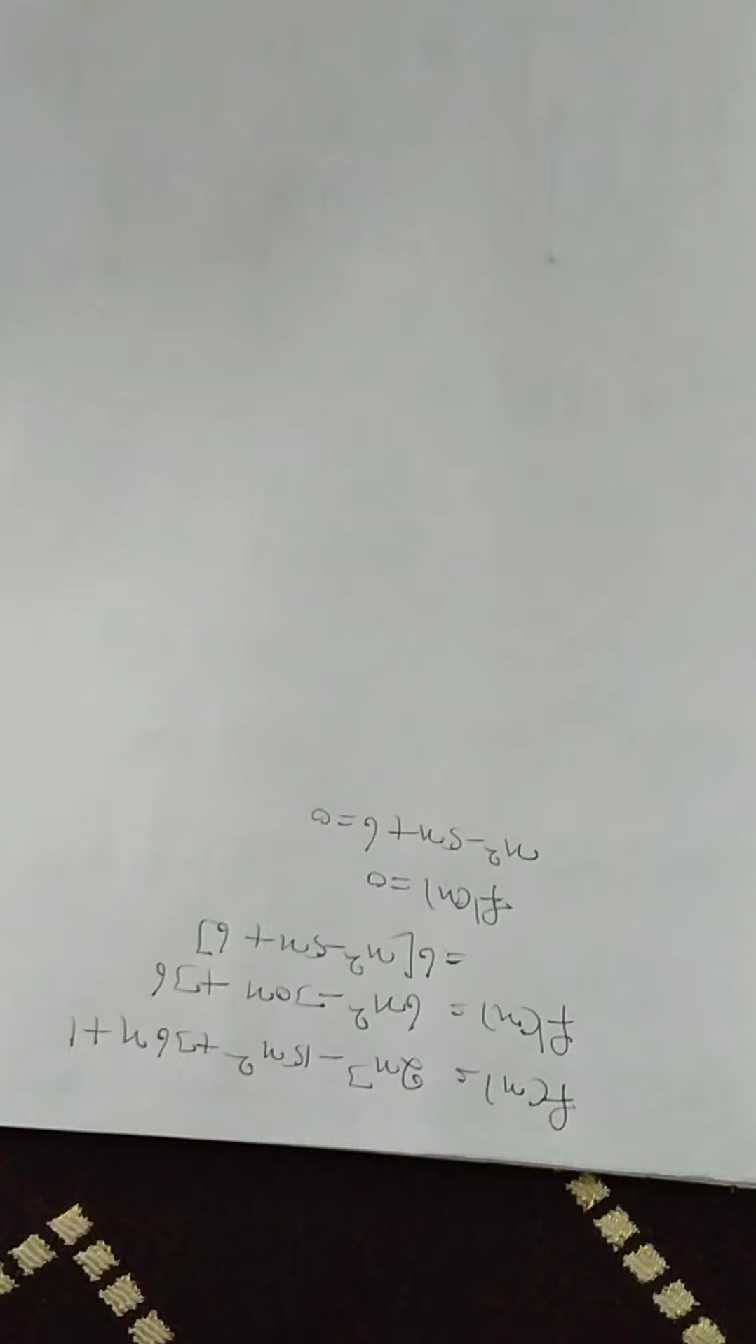 f(x) = 2x³-15x²+36x+1
f'(x) = 6x²-30x+36
=6[x²-5x+6]
f'(x)=0
x²-5x+6=0